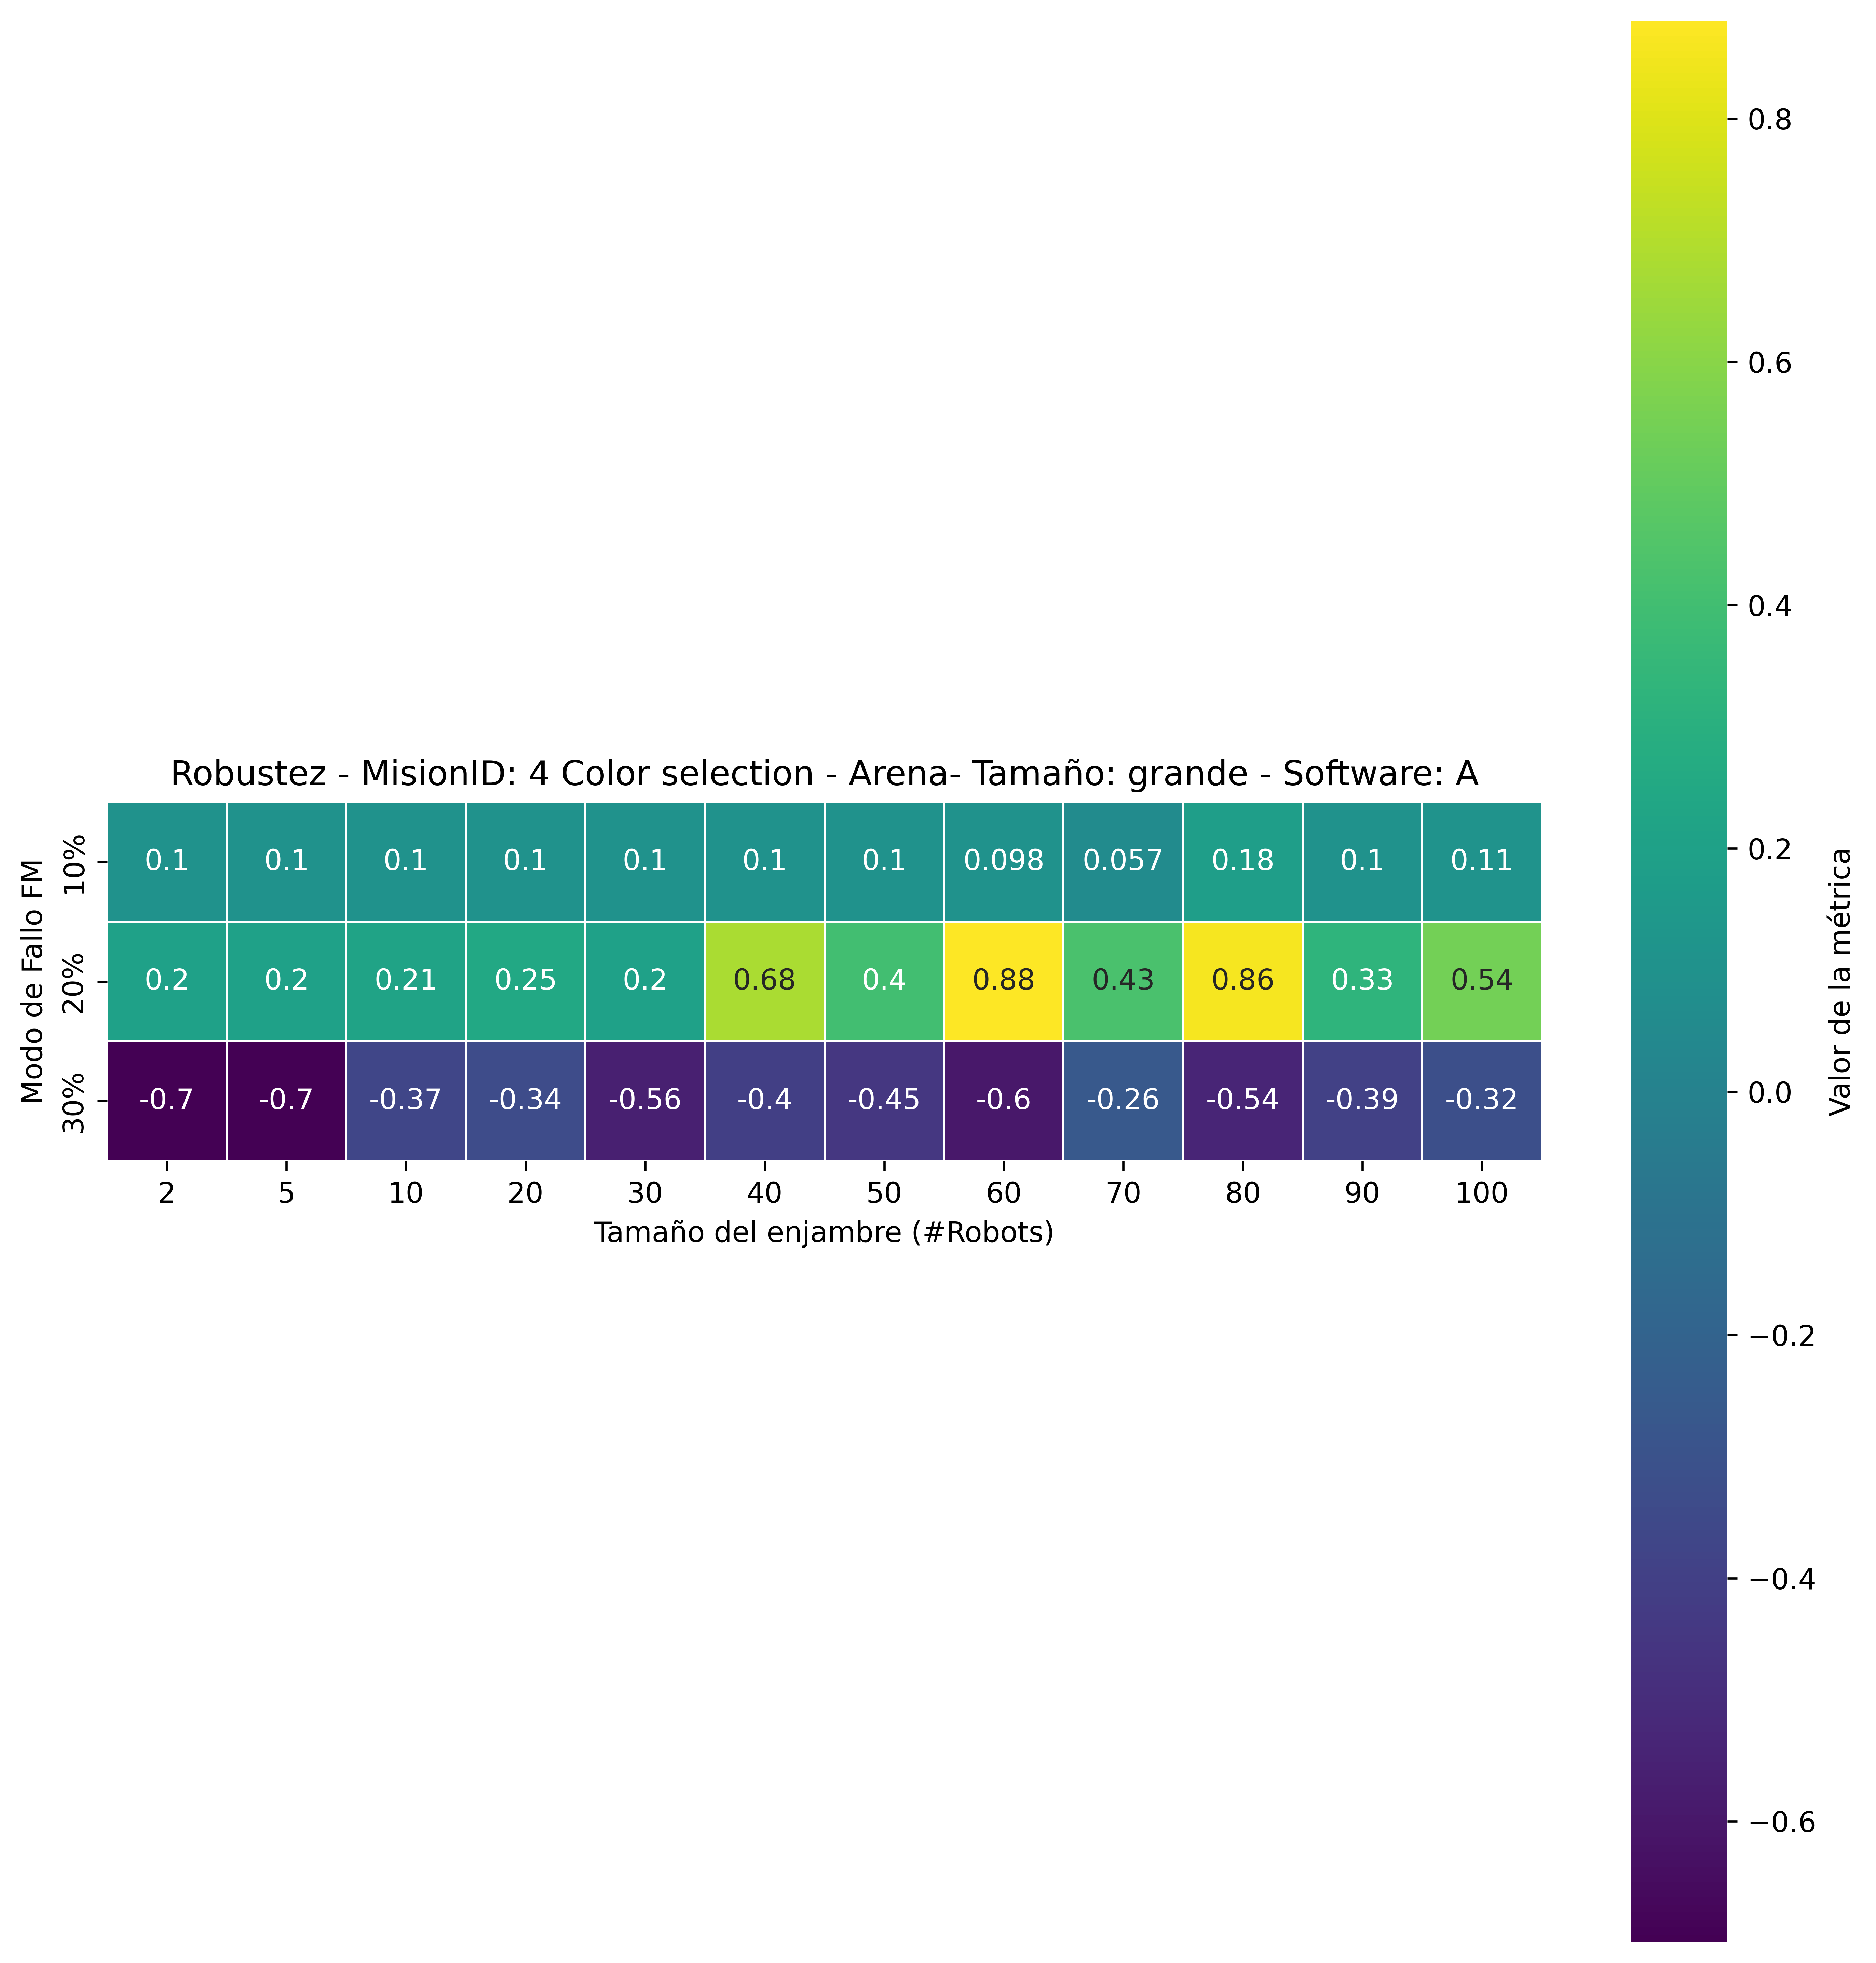 Robustez - MisionID: 4 Color selection - Arena- Tamaño: grande - Software: A
Modo de Fallo FM
10% 0.1 0.1 0.1 0.1 0.1 0.1 0.1 0.098 0.057 0.18 0.1 0.11
20% 0.2 0.2 0.21 0.25 0.2 0.68 0.4 0.88 0.43 0.86 0.33 0.54
30% -0.7 -0.7 -0.37 -0.34 -0.56 -0.4 -0.45 -0.6 -0.26 -0.54 -0.39 -0.32
2 5 10 20 30 40 50 60 70 80 90 100
Tamaño del enjambre (#Robots)
0.8
0.6
0.4
0.2
0.0
−0.2
−0.4
−0.6
Valor de la métrica